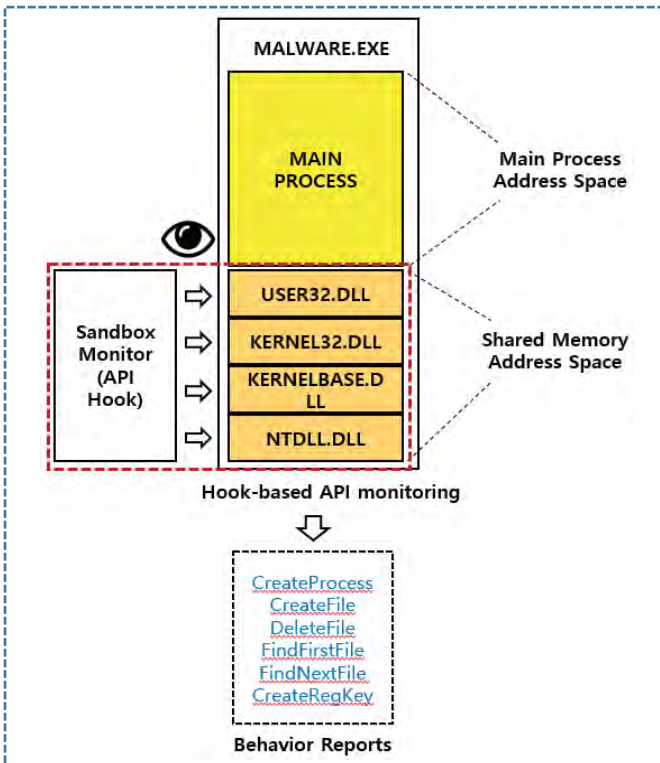 MALWARE.EXE
MAIN
PROCESS
Main Process
Address Space
Sandbox
Monitor
(API
Hook)
USER32.DLL
KERNEL32.DLL
KERNELBASE.D
LL
NTDLL.DLL
Shared Memory
Address Space
Hook-based API monitoring
CreateProcess
CreateFile
DeleteFile
FindFirstFile
FindNextFile
CreateRegKey
Behavior Reports